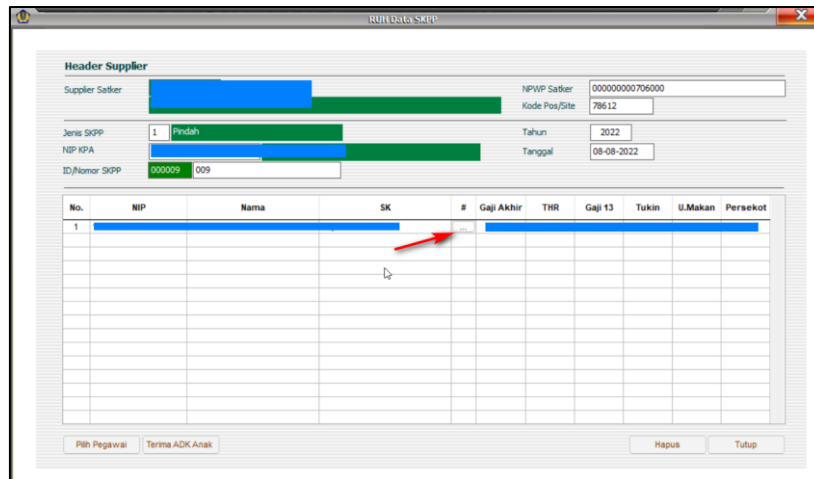 RUH Data SKPP
Header Supplier
Supplier Satker
NPWP Satker 000000000706000
Kode Pos/Site 78612
Jenis SKPP 1 Pindah Tahun 2022
NIP KPA Tanggal 08-08-2022
ID/Nomor SKPP 000009 009
No. NIP Nama SK # Gaji Akhir THR Gaji 13 Tukin U.Makan Persekot
1 ...
Pilih Pegawai Terima ADK Anak Hapus Tutup